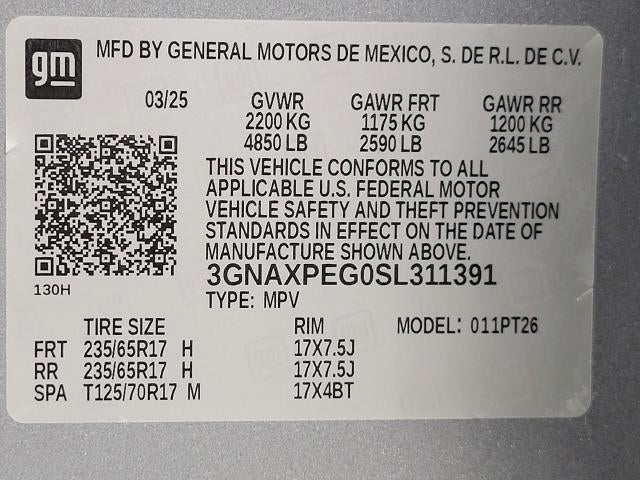 gm MFD BY GENERAL MOTORS DE MEXICO, S. DE R.L. DE C.V.
03/25 GVWR GAWR FRT GAWR RR
2200 KG 1175 KG 1200 KG
4850 LB 2590 LB 2645 LB
THIS VEHICLE CONFORMS TO ALL
APPLICABLE U.S. FEDERAL MOTOR
VEHICLE SAFETY AND THEFT PREVENTION
STANDARDS IN EFFECT ON THE DATE OF
MANUFACTURE SHOWN ABOVE.
3GNAXPEG0SL311391
130H
TYPE: MPV
TIRE SIZE RIM MODEL: 011PT26
FRT 235/65R17 H 17X7.5J
RR 235/65R17 H 17X7.5J
SPA T125/70R17 M 17X4BT